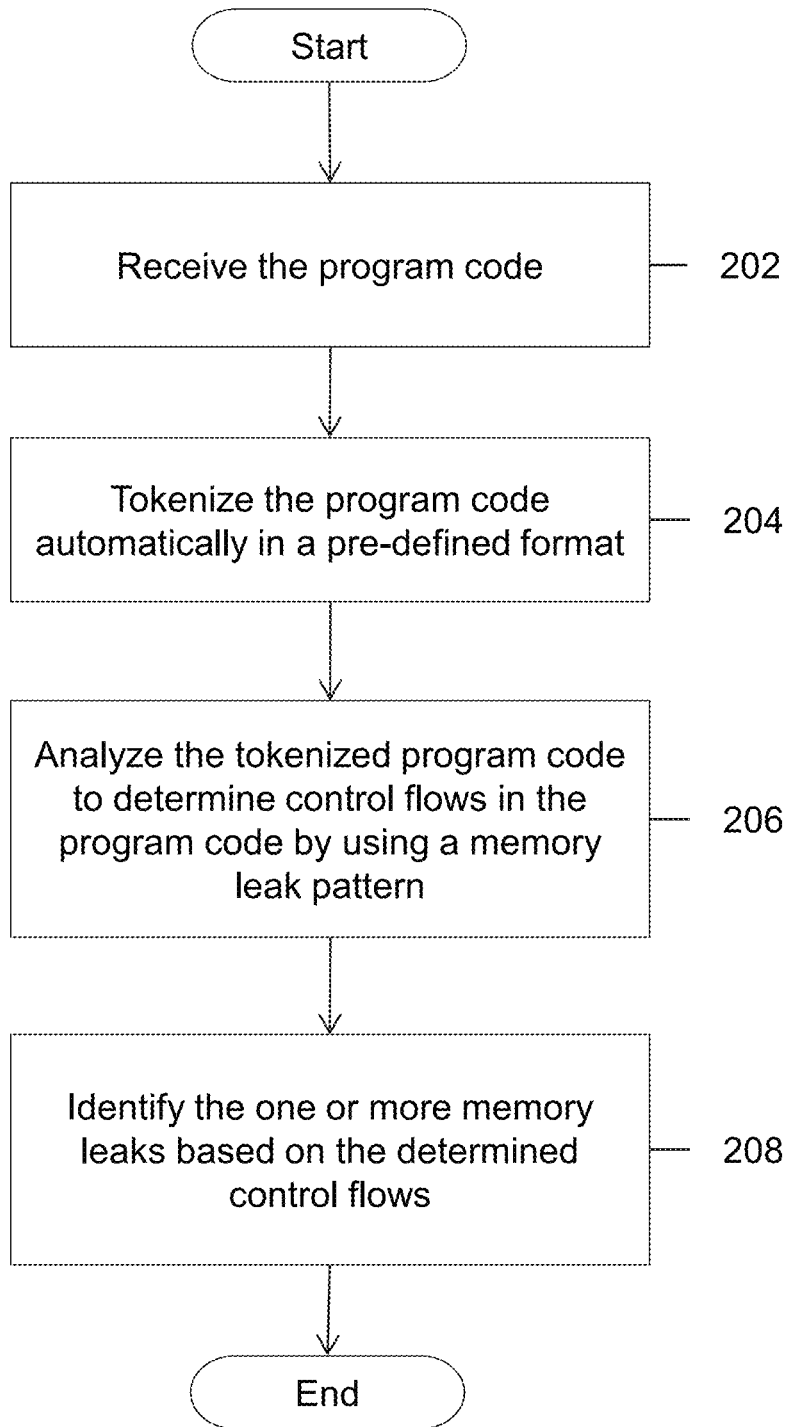 Start
Receive the program code
202
Tokenize the program code
automatically in a pre-defined format
204
Analyze the tokenized program code
to determine control flows in the
program code by using a memory
leak pattern
206
Identify the one or more memory
leaks based on the determined
control flows
208
End